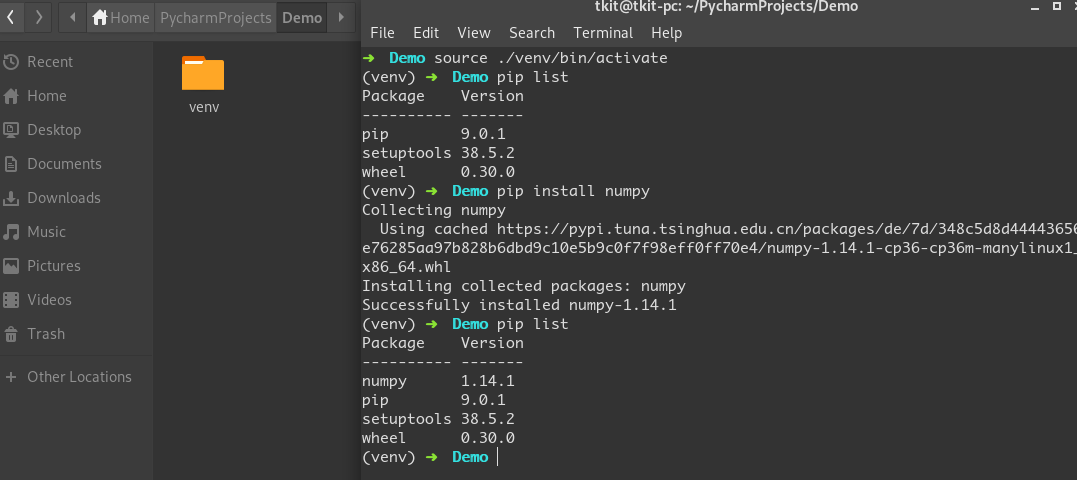 Home PycharmProjects Demo
Recent
Home
Desktop
Documents
Downloads
Music
Pictures
Videos
Trash
+ Other Locations
venv
tkit@tkit-pc: ~/PycharmProjects/Demo
File Edit View Search Terminal Help
➜ Demo source ./venv/bin/activate
(venv) ➜ Demo pip list
Package    Version
---------- -------
pip        9.0.1
setuptools 38.5.2
wheel      0.30.0
(venv) ➜ Demo pip install numpy
Collecting numpy
  Using cached https://pypi.tuna.tsinghua.edu.cn/packages/de/7d/348c5d8d44443656
e76285aa97b828b6dbd9c10e5b9c0f7f98eff0ff70e4/numpy-1.14.1-cp36-cp36m-manylinux1_
x86_64.whl
Installing collected packages: numpy
Successfully installed numpy-1.14.1
(venv) ➜ Demo pip list
Package    Version
---------- -------
numpy      1.14.1
pip        9.0.1
setuptools 38.5.2
wheel      0.30.0
(venv) ➜ Demo